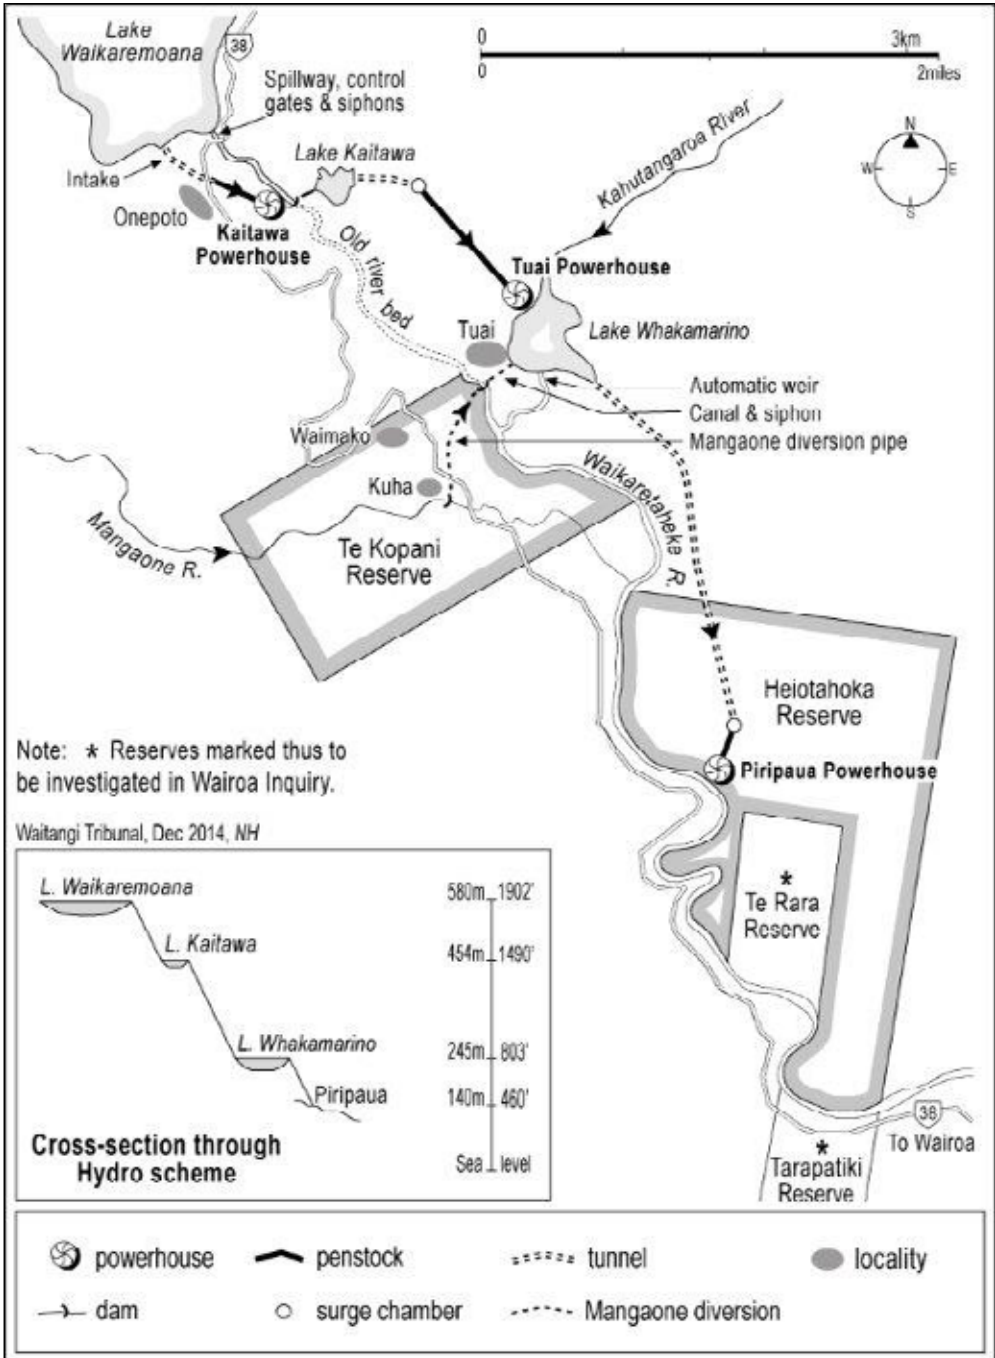 Lake
Waikaremoana
38
0
3km
0
2miles
Spillway, control
gates & siphons
Lake Kaitawa
Intake
Onepoto
Kaitawa
Powerhouse
Old river bed
Kahutangaroa River
N
W
E
S
Tuai Powerhouse
Lake Whakamarino
Tuai
Automatic weir
Canal & siphon
Mangaone diversion pipe
Waimako
Kuha
Waikaretaheke R.
Mangaone R.
Te Kopani
Reserve
Heiotahoka
Reserve
Piripaua Powerhouse
Note: * Reserves marked thus to
be investigated in Wairoa Inquiry.
Waitangi Tribunal, Dec 2014, NH
*
Te Rara
Reserve
38
To Wairoa
*
Tarapatiki
Reserve
L. Waikaremoana
580m 1902'
L. Kaitawa
454m 1490'
L. Whakamarino
245m 803'
Piripaua
140m 460'
Cross-section through
Hydro scheme
Sea level
powerhouse
penstock
tunnel
locality
dam
surge chamber
Mangaone diversion